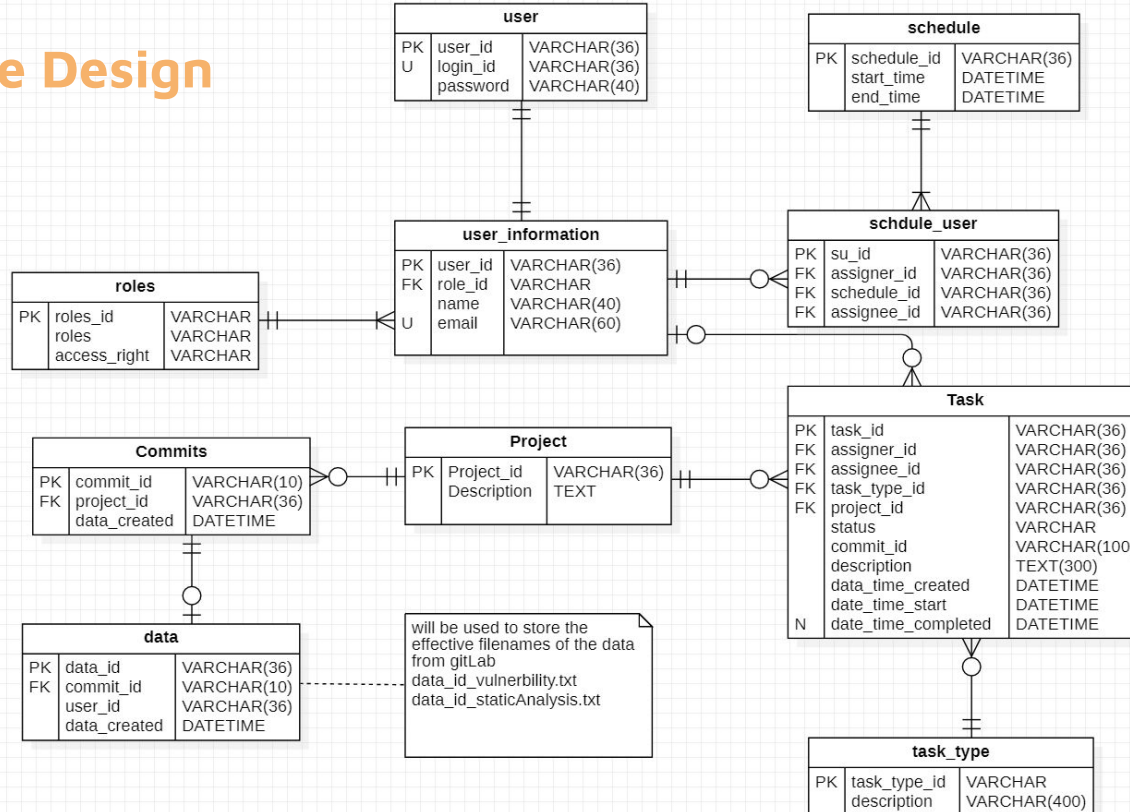 e Design
user
PK user_id VARCHAR(36)
U login_id VARCHAR(36)
password VARCHAR(40)
schedule
PK schedule_id VARCHAR(36)
start_time DATETIME
end_time DATETIME
user_information
PK user_id VARCHAR(36)
FK role_id VARCHAR
name VARCHAR(40)
U email VARCHAR(60)
schdule_user
PK su_id VARCHAR(36)
FK assigner_id VARCHAR(36)
FK schedule_id VARCHAR(36)
FK assignee_id VARCHAR(36)
roles
PK roles_id VARCHAR
roles VARCHAR
access_right VARCHAR
Commits
PK commit_id VARCHAR(10)
FK project_id VARCHAR(36)
data_created DATETIME
Project
PK Project_id VARCHAR(36)
Description TEXT
Task
PK task_id VARCHAR(36)
FK assigner_id VARCHAR(36)
FK assignee_id VARCHAR(36)
FK task_type_id VARCHAR(36)
FK project_id VARCHAR(36)
status VARCHAR
commit_id VARCHAR(100
description TEXT(300)
data_time_created DATETIME
date_time_start DATETIME
N date_time_completed DATETIME
data
PK data_id VARCHAR(36)
FK commit_id VARCHAR(10)
user_id VARCHAR(36)
data_created DATETIME
will be used to store the
effective filenames of the data
from gitLab
data_id_vulnerbility.txt
data_id_staticAnalysis.txt
task_type
PK task_type_id VARCHAR
description VARCHAR(400)